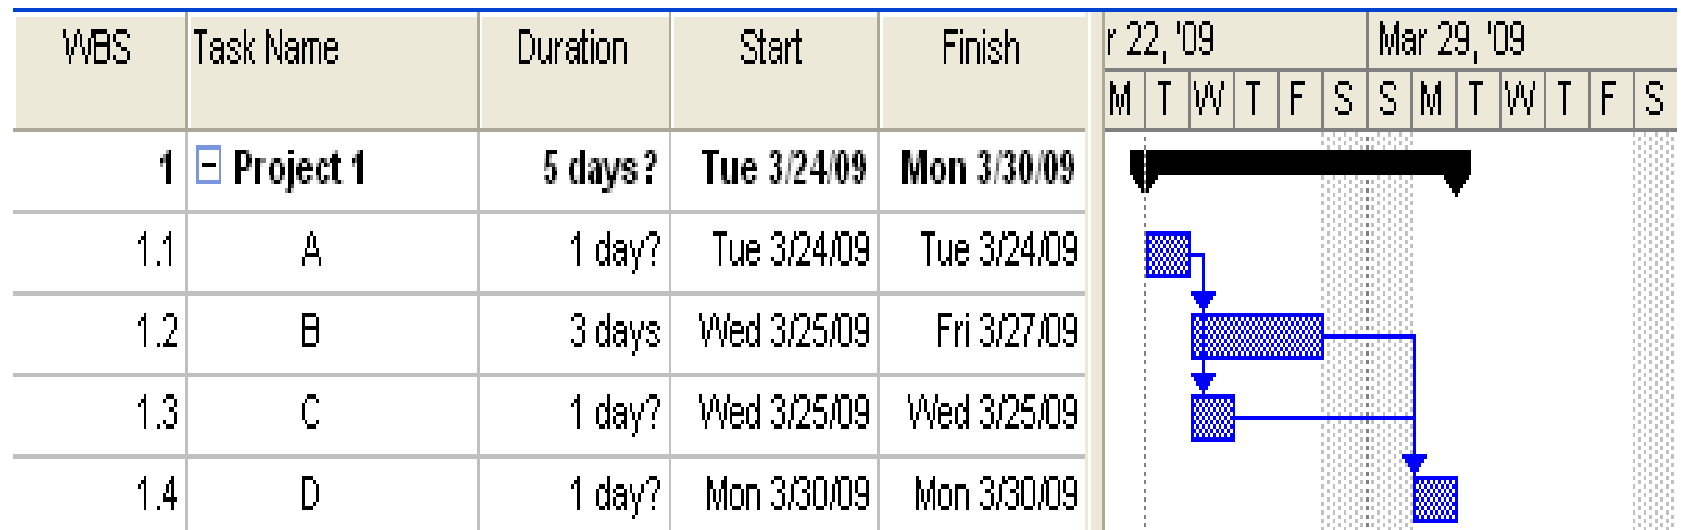 WBS Task Name Duration Start Finish r 22, '09 Mar 29, '09
M T W T F S S M T W T F S
1 Project 1 5 days? Tue 3/24/09 Mon 3/30/09
1.1 A 1 day? Tue 3/24/09 Tue 3/24/09
1.2 B 3 days Wed 3/25/09 Fri 3/27/09
1.3 C 1 day? Wed 3/25/09 Wed 3/25/09
1.4 D 1 day? Mon 3/30/09 Mon 3/30/09